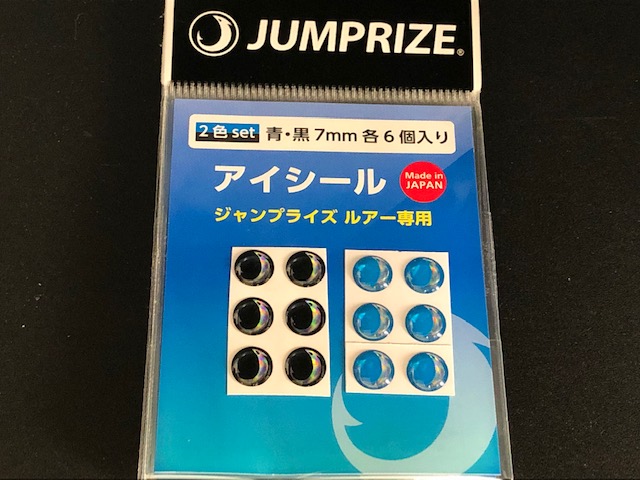 JUMPRIZE®
2色set 青・黒 7mm 各6個入り
アイシール
Made in
JAPAN
ジャンプライズ ルアー専用